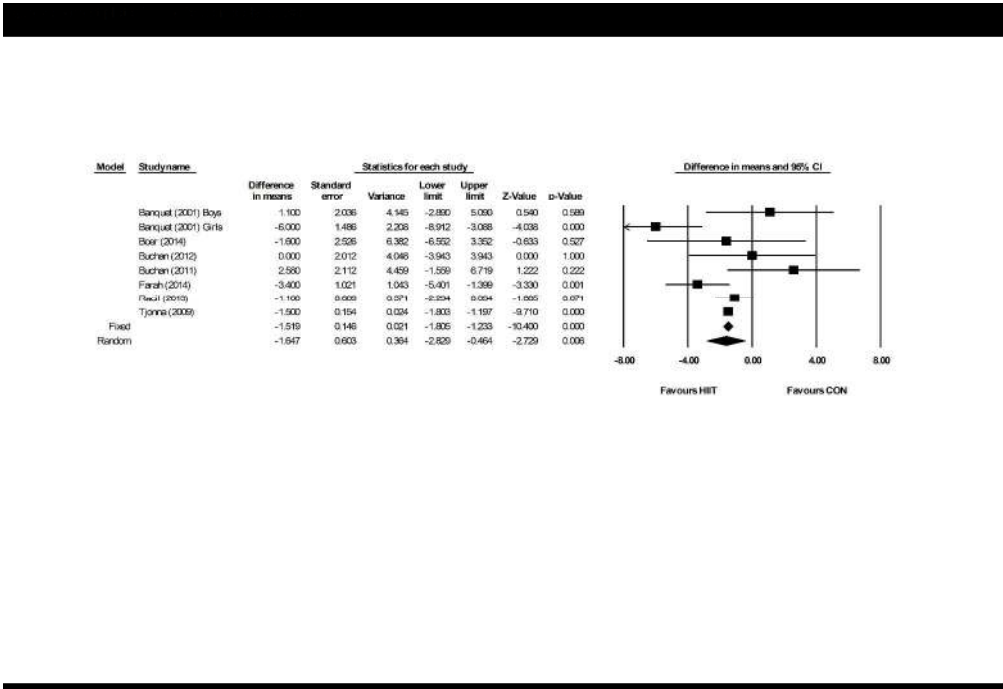 Model Study name Statistics for each study Difference in means and 95% CI
Difference Standard Lower Upper
in means error Variance limit limit Z-Value p-Value
Banquet (2001) Boys 1.100 2.036 4.145 -2.890 5.090 0.540 0.589
Banquet (2001) Girls -6.000 1.486 2.208 -8.912 -3.088 -4.038 0.000
Boer (2014) -1.600 2.526 6.382 -6.552 3.352 -0.633 0.527
Buchan (2012) 0.000 2.012 4.048 -3.943 3.943 0.000 1.000
Buchan (2011) 2.580 2.112 4.459 -1.559 6.719 1.222 0.222
Farah (2014) -3.400 1.021 1.043 -5.401 -1.399 -3.330 0.001
Racil (2013) -1.100
Tjonna (2009) -1.500 0.154 0.024 -1.803 -1.197 -9.710 0.000
Fixed -1.519 0.146 0.021 -1.805 -1.233 -10.400 0.000
Random -1.647 0.603 0.364 -2.829 -0.464 -2.729 0.006
-8.00 -4.00 0.00 4.00 8.00
Favours HIIT Favours CON